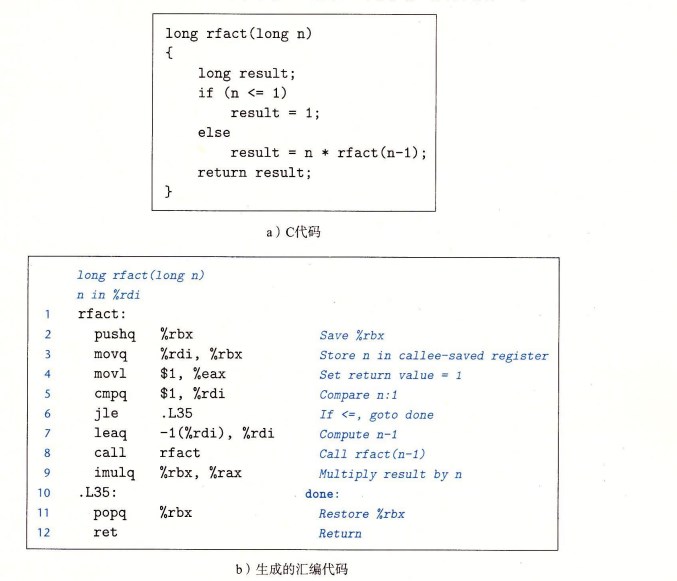 long rfact(long n)
{
    long result;
    if (n <= 1)
        result = 1;
    else
        result = n * rfact(n-1);
    return result;
}
a）C代码
long rfact(long n)
n in %rdi
1 rfact:
2 pushq %rbx Save %rbx
3 movq %rdi, %rbx Store n in callee-saved register
4 movl $1, %eax Set return value = 1
5 cmpq $1, %rdi Compare n:1
6 jle .L35 If <=, goto done
7 leaq -1(%rdi), %rdi Compute n-1
8 call rfact Call rfact(n-1)
9 imulq %rbx, %rax Multiply result by n
10 .L35: done:
11 popq %rbx Restore %rbx
12 ret Return
b）生成的汇编代码